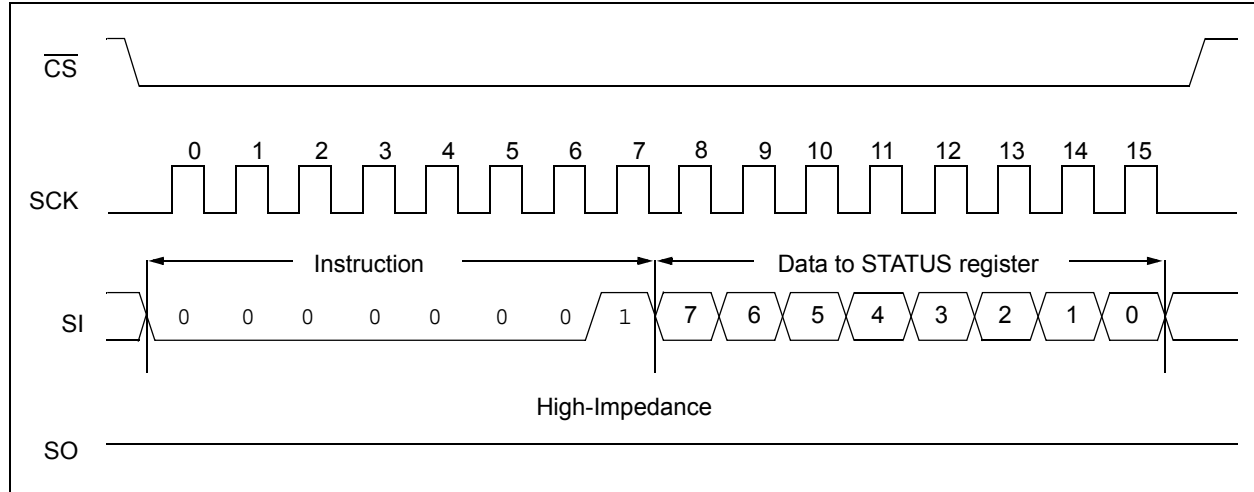 CS
0 1 2 3 4 5 6 7 8 9 10 11 12 13 14 15
SCK
Instruction Data to STATUS register
SI 0 0 0 0 0 0 0 1 7 6 5 4 3 2 1 0
High-Impedance
SO